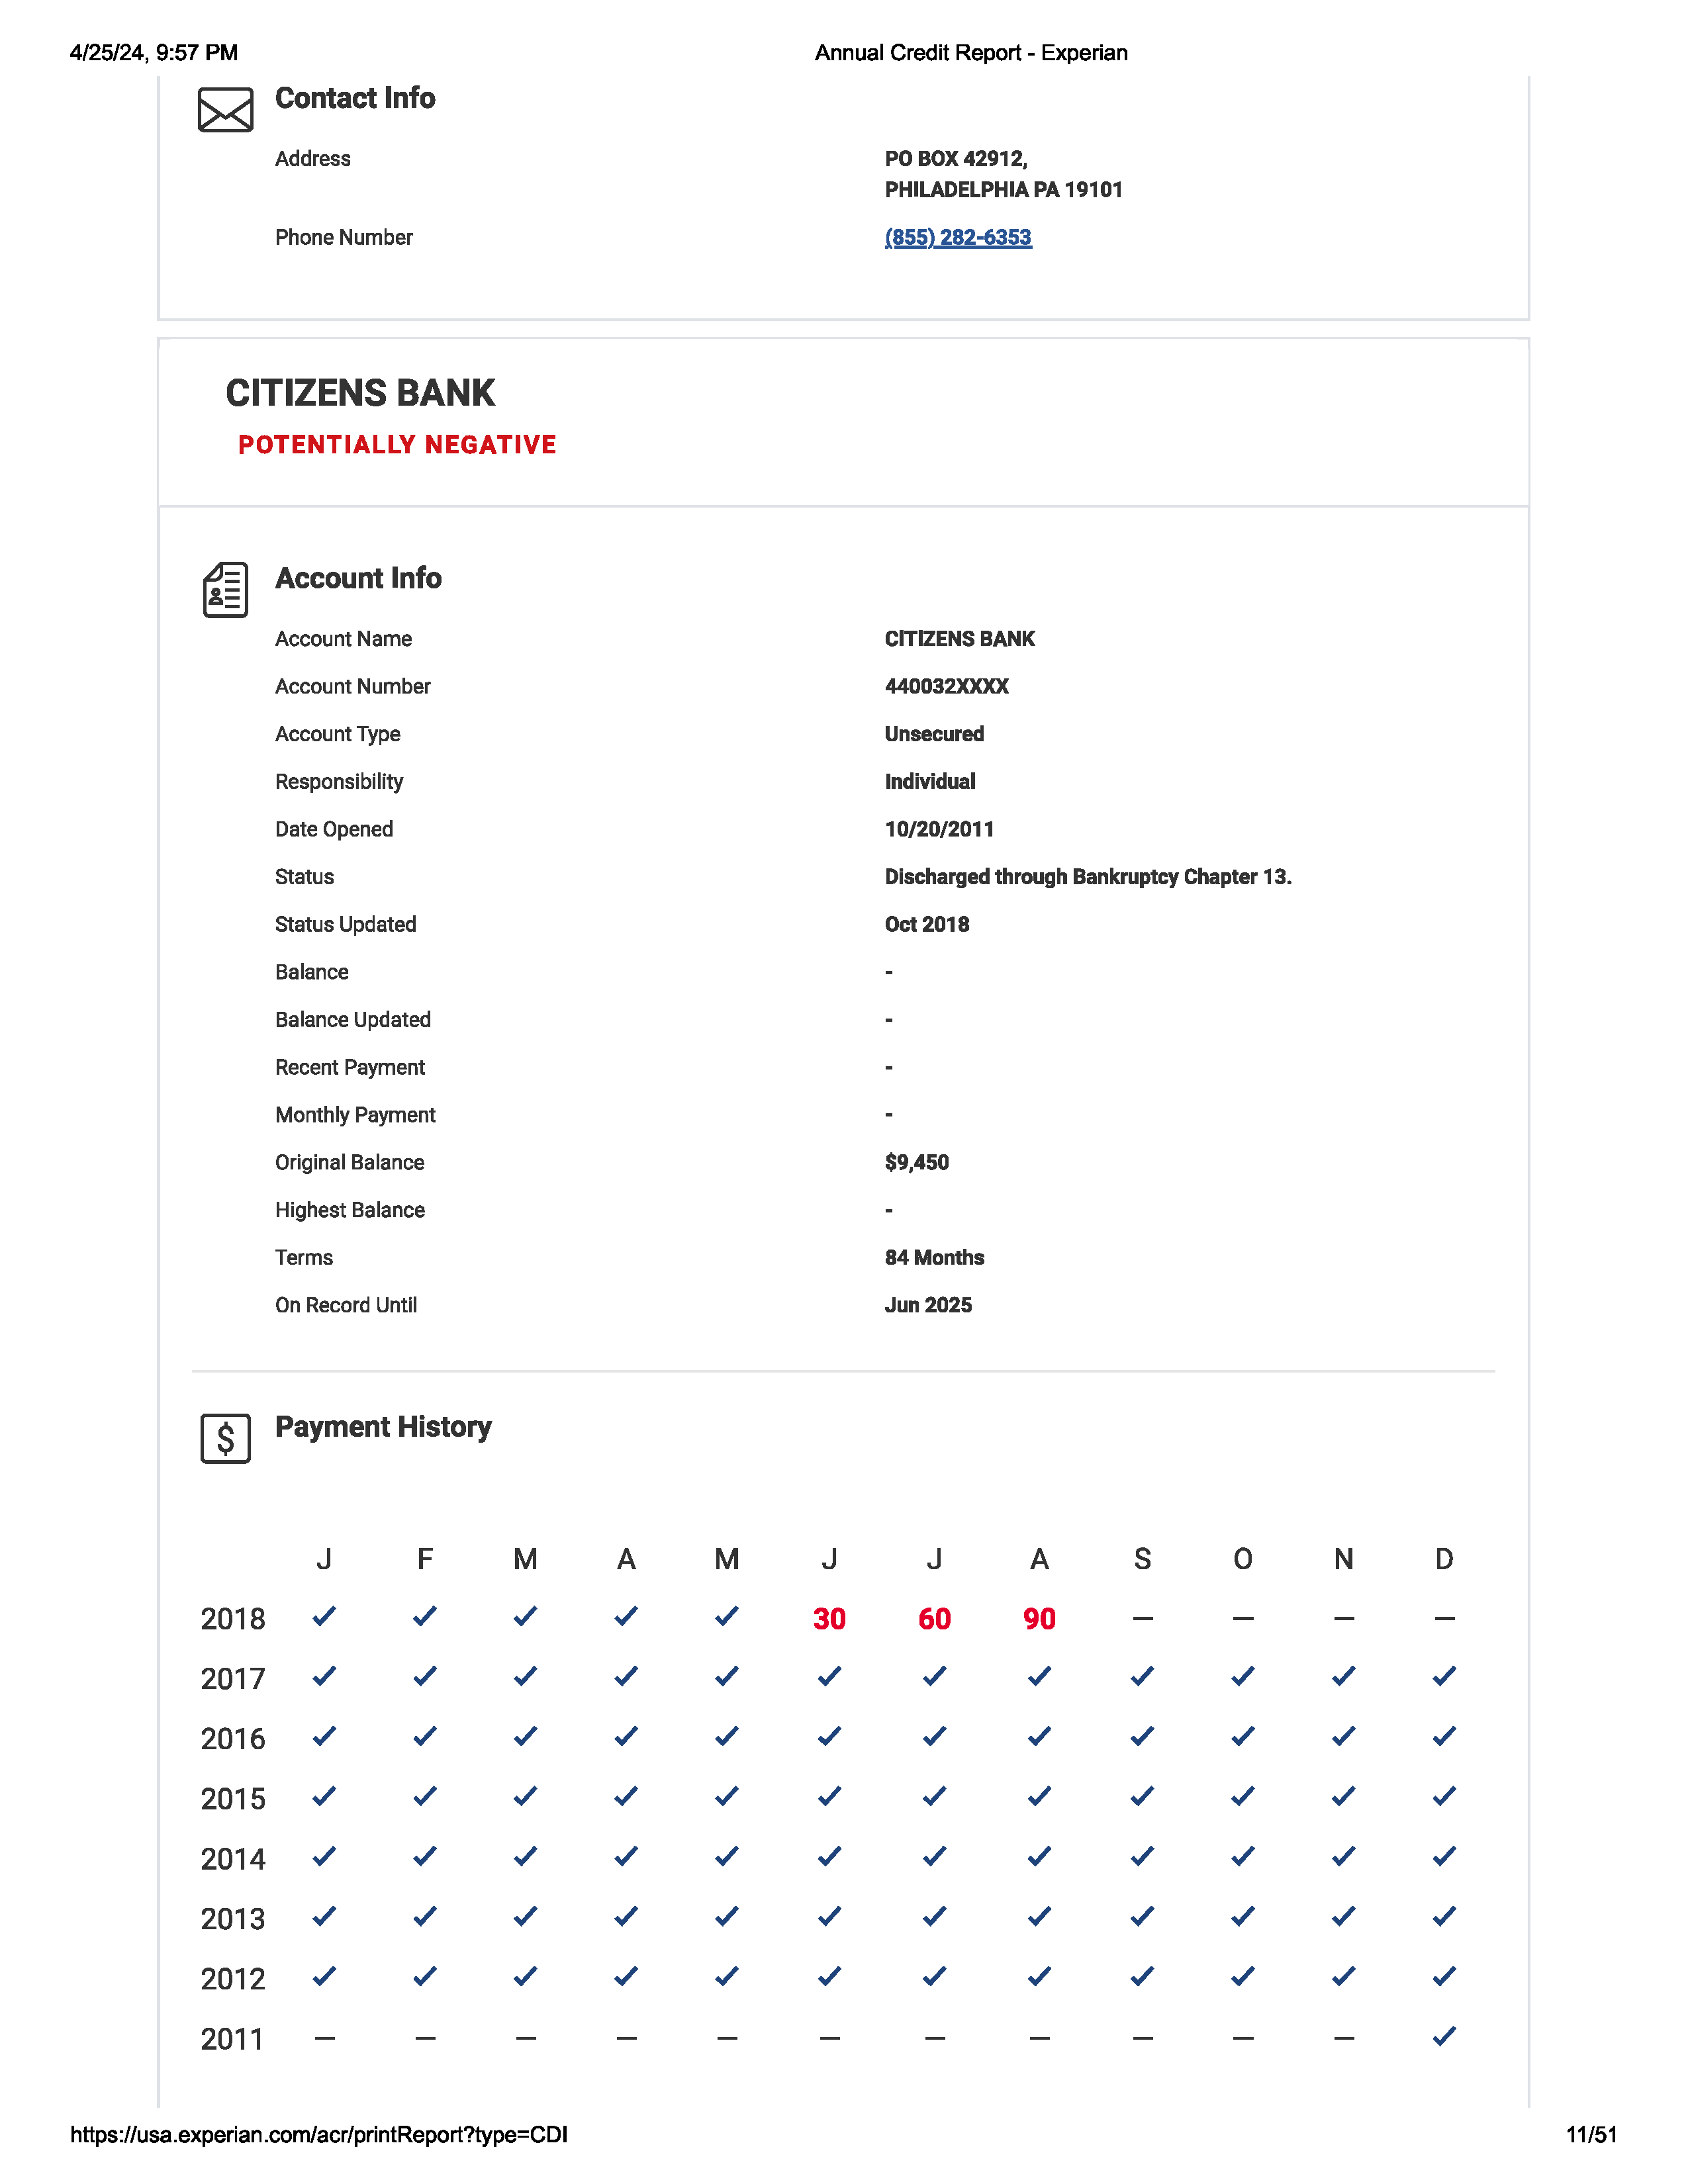 4/25/24, 9:57 PM Annual Credit Report - Experian
Contact Info
Address PO BOX 42912,
PHILADELPHIA PA 19101
Phone Number (855) 282-6353
CITIZENS BANK
POTENTIALLY NEGATIVE
Account Info
Account Name CITIZENS BANK
Account Number 440032XXXX
Account Type Unsecured
Responsibility Individual
Date Opened 10/20/2011
Status Discharged through Bankruptcy Chapter 13.
Status Updated Oct 2018
Balance -
Balance Updated -
Recent Payment -
Monthly Payment -
Original Balance $9,450
Highest Balance -
Terms 84 Months
On Record Until Jun 2025
$ Payment History
J F M A M J J A S O N D
2018 ✓ ✓ ✓ ✓ ✓ 30 60 90 — — — —
2017 ✓ ✓ ✓ ✓ ✓ ✓ ✓ ✓ ✓ ✓ ✓ ✓
2016 ✓ ✓ ✓ ✓ ✓ ✓ ✓ ✓ ✓ ✓ ✓ ✓
2015 ✓ ✓ ✓ ✓ ✓ ✓ ✓ ✓ ✓ ✓ ✓ ✓
2014 ✓ ✓ ✓ ✓ ✓ ✓ ✓ ✓ ✓ ✓ ✓ ✓
2013 ✓ ✓ ✓ ✓ ✓ ✓ ✓ ✓ ✓ ✓ ✓ ✓
2012 ✓ ✓ ✓ ✓ ✓ ✓ ✓ ✓ ✓ ✓ ✓ ✓
2011 — — — — — — — — — — — ✓
https://usa.experian.com/acr/printReport?type=CDI 11/51